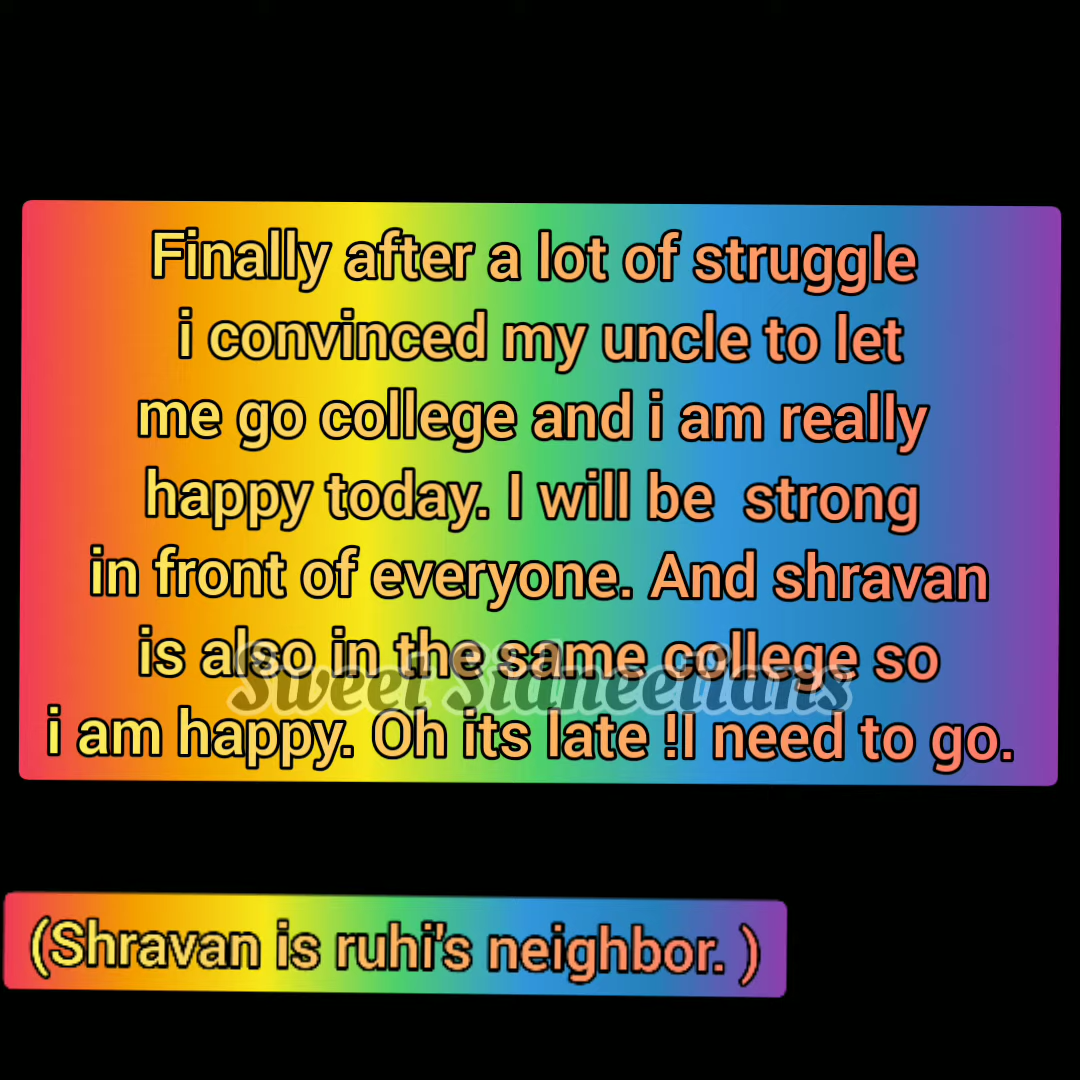 Finally after a lot of struggle
i convinced my uncle to let
me go college and i am really
happy today. I will be  strong
in front of everyone. And shravan
is also in the same college so
Sweet Sidneetians
i am happy. Oh its late !I need to go.
(Shravan is ruhi's neighbor. )